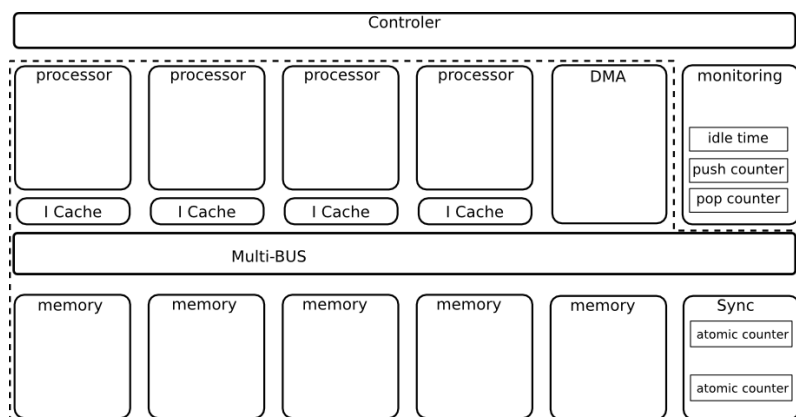 Controler
processor processor processor processor DMA monitoring
idle time
push counter
pop counter
I Cache I Cache I Cache I Cache
Multi-BUS
memory memory memory memory memory Sync
atomic counter
atomic counter